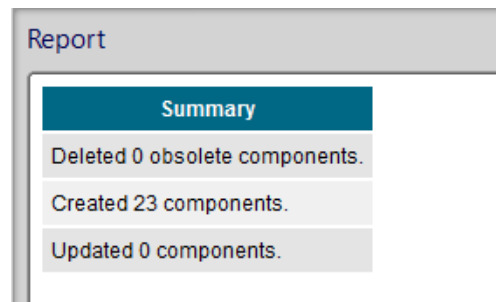 Report
Summary
Deleted 0 obsolete components.
Created 23 components.
Updated 0 components.